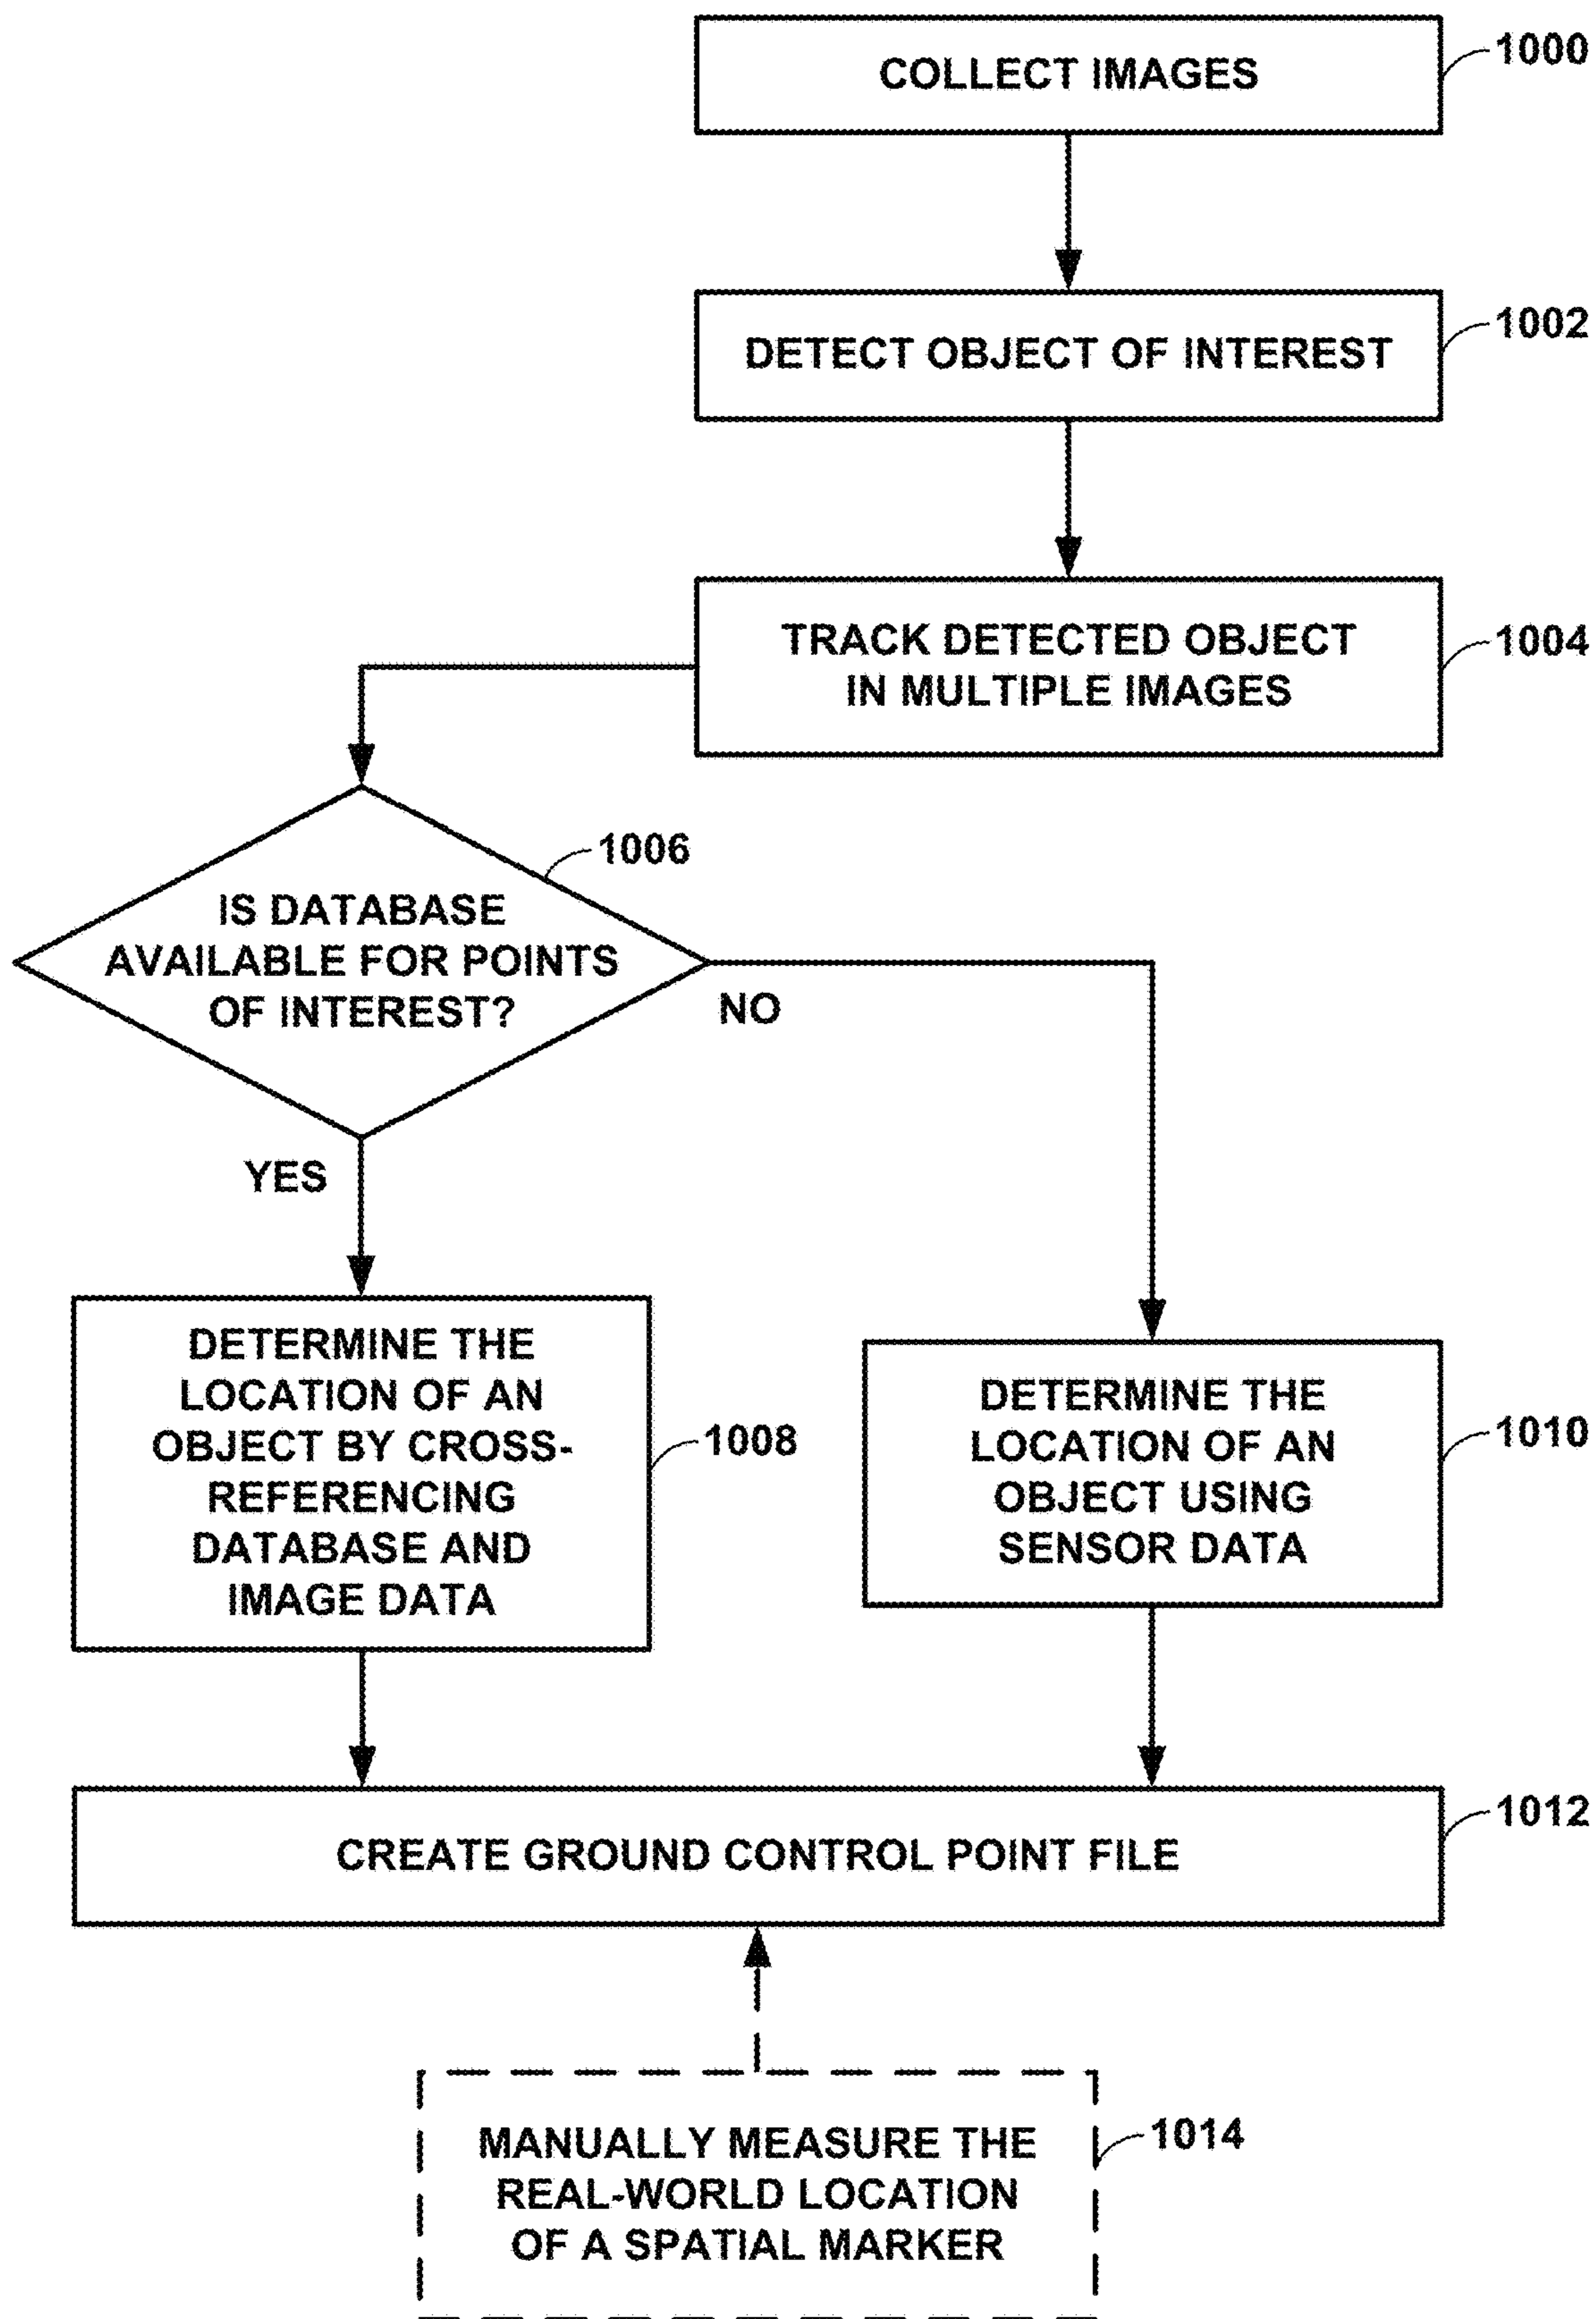 COLLECT IMAGES
1000
DETECT OBJECT OF INTEREST
1002
TRACK DETECTED OBJECT
IN MULTIPLE IMAGES
1004
1006
IS DATABASE
AVAILABLE FOR POINTS
OF INTEREST?
NO
YES
DETERMINE THE
LOCATION OF AN
OBJECT BY CROSS-
REFERENCING
DATABASE AND
IMAGE DATA
1008
DETERMINE THE
LOCATION OF AN
OBJECT USING
SENSOR DATA
1010
CREATE GROUND CONTROL POINT FILE
1012
MANUALLY MEASURE THE
REAL-WORLD LOCATION
OF A SPATIAL MARKER
1014